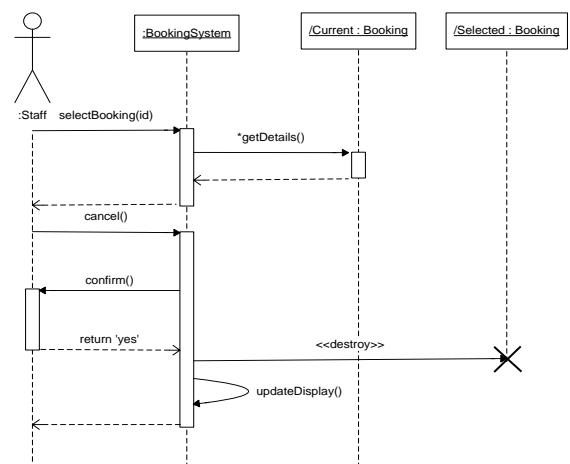 :BookingSystem
/Current : Booking
/Selected : Booking
:Staff
selectBooking(id)
*getDetails()
cancel()
confirm()
return 'yes'
<<destroy>>
updateDisplay()